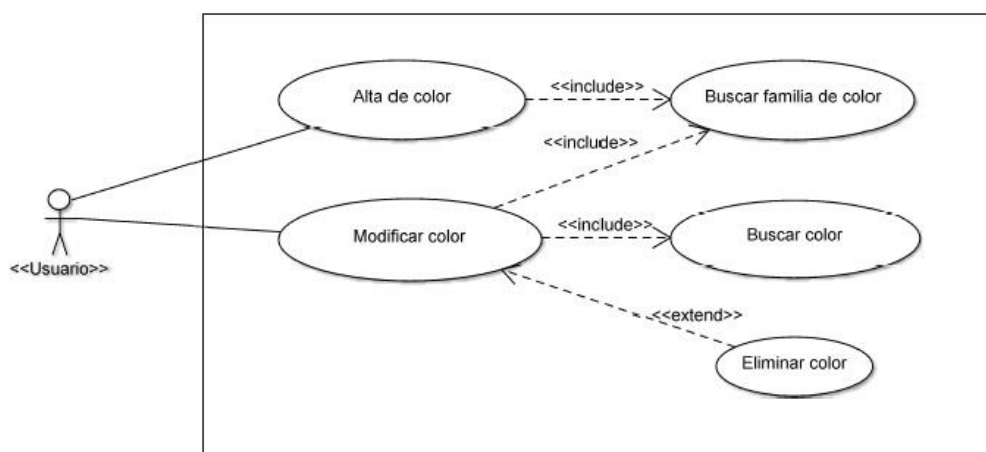 Alta de color
<<include>>
Buscar familia de color
<<include>>
Modificar color
<<include>>
Buscar color
<<Usuario>>
<<extend>>
Eliminar color